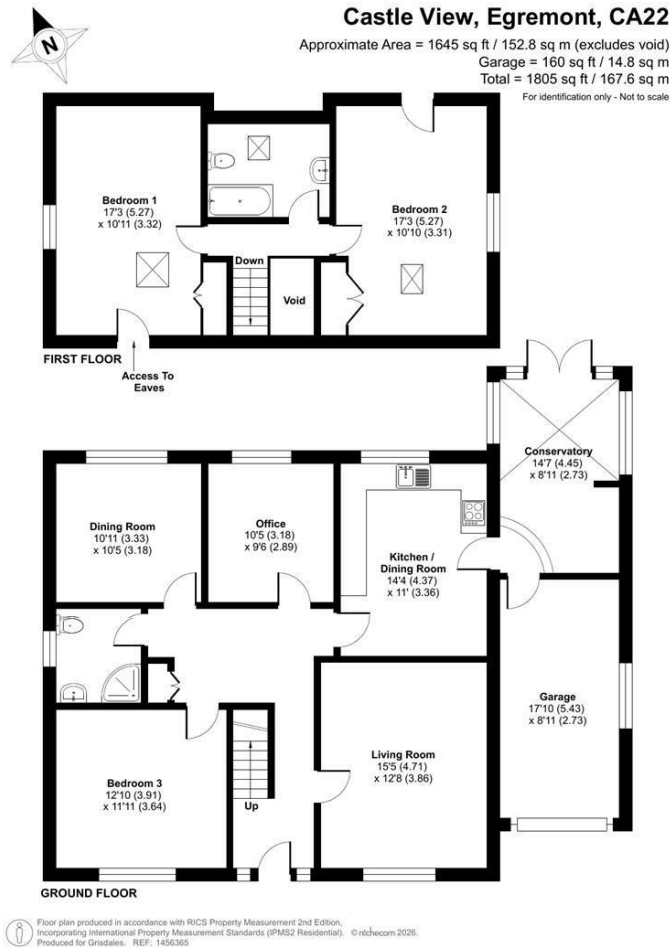 Castle View, Egremont, CA22
Approximate Area = 1645 sq ft / 152.8 sq m (excludes void)
Garage = 160 sq ft / 14.8 sq m
Total = 1805 sq ft / 167.6 sq m
For identification only - Not to scale
N
Bedroom 1
17'3 (5.27)
x 10'11 (3.32)
Bedroom 2
17'3 (5.27)
x 10'10 (3.31)
Down
Void
FIRST FLOOR
Access To
Eaves
Conservatory
14'7 (4.45)
x 8'11 (2.73)
Dining Room
10'11 (3.33)
x 10'5 (3.18)
Office
10'5 (3.18)
x 9'6 (2.89)
Kitchen /
Dining Room
14'4 (4.37)
x 11' (3.36)
Garage
17'10 (5.43)
x 8'11 (2.73)
Living Room
15'5 (4.71)
x 12'8 (3.86)
Bedroom 3
12'10 (3.91)
x 11'11 (3.64)
Up
GROUND FLOOR
Floor plan produced in accordance with RICS Property Measurement 2nd Edition,
Incorporating International Property Measurement Standards (IPMS2 Residential). © nichecom 2026.
Produced for Grisdales. REF: 1456365